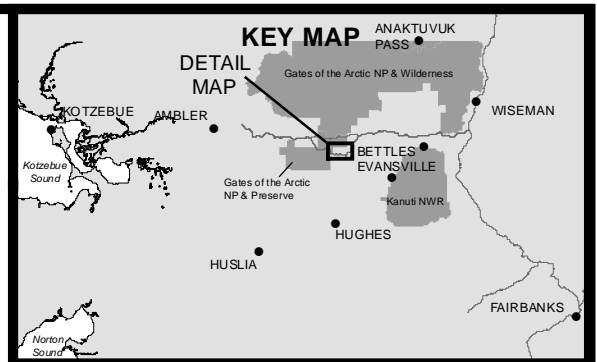 KEY MAP
ANAKTUVUK
PASS
DETAIL
MAP
Gates of the Arctic NP & Wilderness
KOTZEBUE
AMBLER
WISEMAN
Kotzebue
Sound
BETTLES
EVANSVILLE
Gates of the Arctic
NP & Preserve
Kanuti NWR
HUGHES
HUSLIA
FAIRBANKS
Norton
Sound